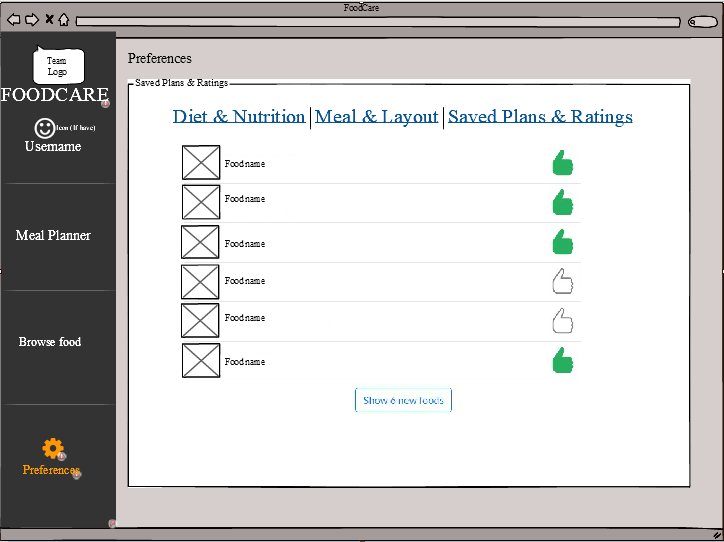 FoodCare
Team
Logo
FOODCARE
Icon (If have)
Username
Meal Planner
Browse food
Preferences
Preferences
Saved Plans & Ratings
Diet & Nutrition | Meal & Layout | Saved Plans & Ratings
Foodname
Foodname
Foodname
Foodname
Foodname
Foodname
Show 6 new foods